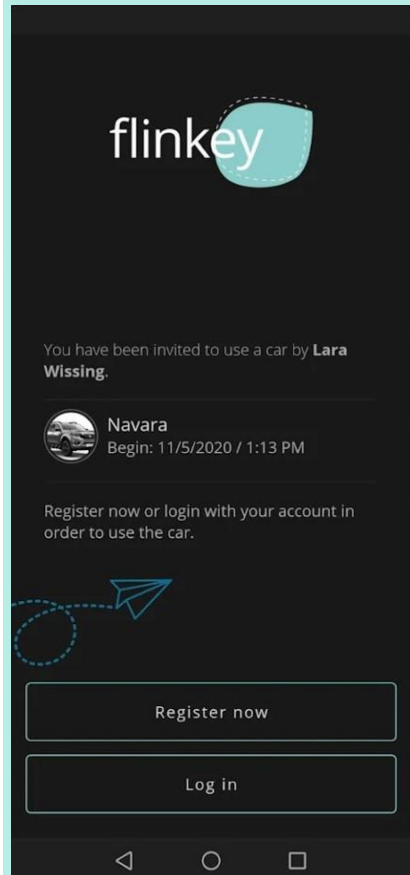 flinkey
You have been invited to use a car by Lara
Wissing.
Navara
Begin: 11/5/2020 / 1:13 PM
Register now or login with your account in
order to use the car.
Register now
Log in